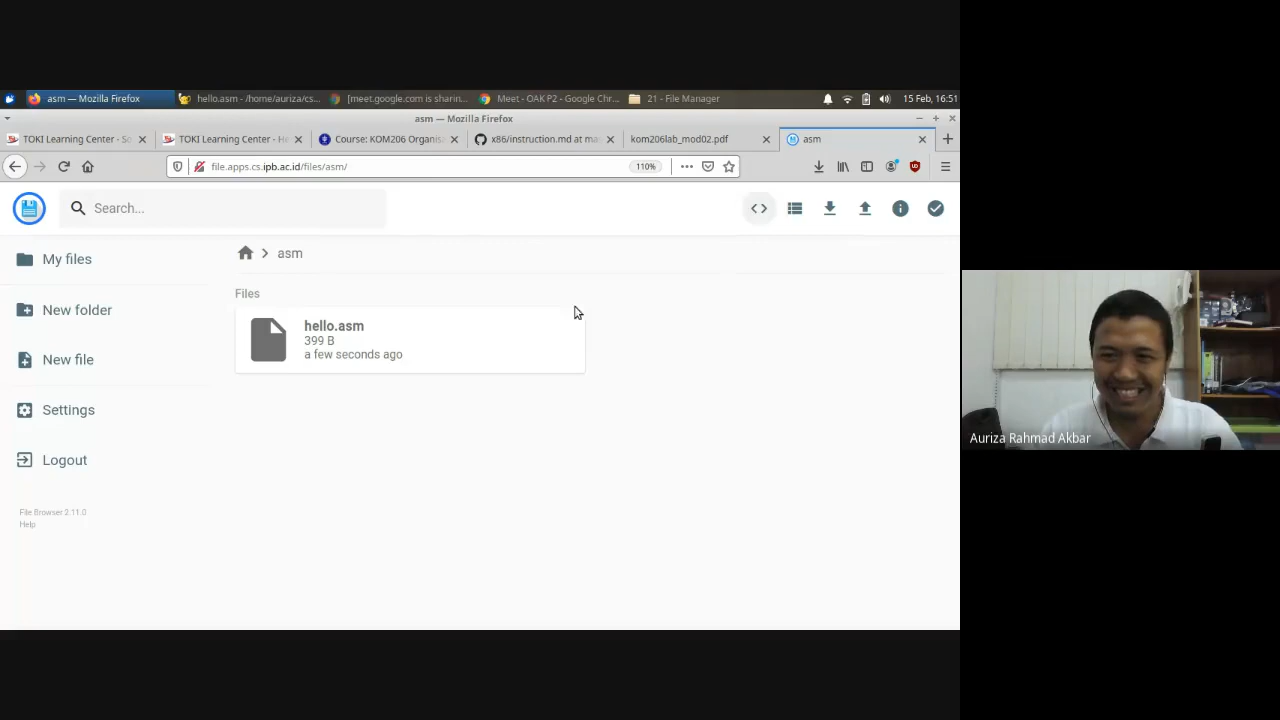 asm — Mozilla Firefox
hello.asm - /home/auriza/cs...
[meet.google.com is sharin...
Meet - OAK P2 - Google Chr...
21 - File Manager
15 Feb, 16:51
asm — Mozilla Firefox
TOKI Learning Center - So
TOKI Learning Center - He
Course: KOM206 Organisa
x86/instruction.md at ma
kom206lab_mod02.pdf
asm
file.apps.cs.ipb.ac.id/files/asm/
110%
Search...
My files
New folder
New file
Settings
Logout
File Browser 2.11.0
Help
asm
Files
hello.asm
399 B
a few seconds ago
Auriza Rahmad Akbar